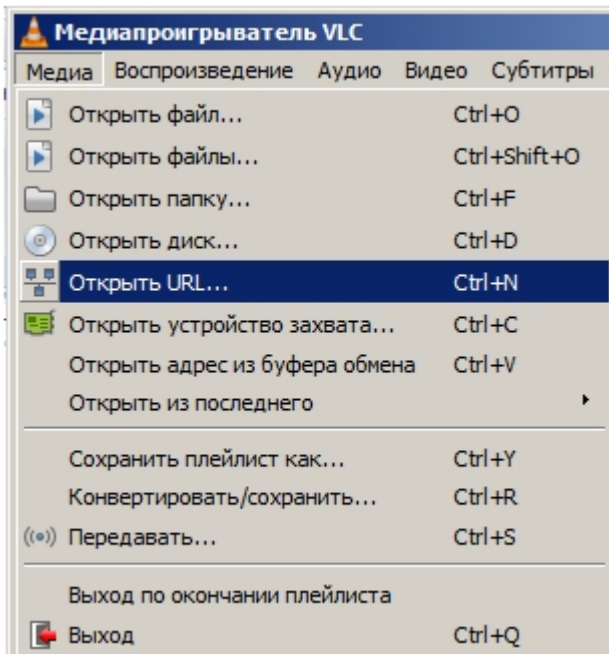 Медиапроигрыватель VLC
Медиа Воспроизведение Аудио Видео Субтитры
Открыть файл... Ctrl+O
Открыть файлы... Ctrl+Shift+O
Открыть папку... Ctrl+F
Открыть диск... Ctrl+D
Открыть URL... Ctrl+N
Открыть устройство захвата... Ctrl+C
Открыть адрес из буфера обмена Ctrl+V
Открыть из последнего
Сохранить плейлист как... Ctrl+Y
Конвертировать/сохранить... Ctrl+R
Передавать... Ctrl+S
Выход по окончании плейлиста
Выход Ctrl+Q